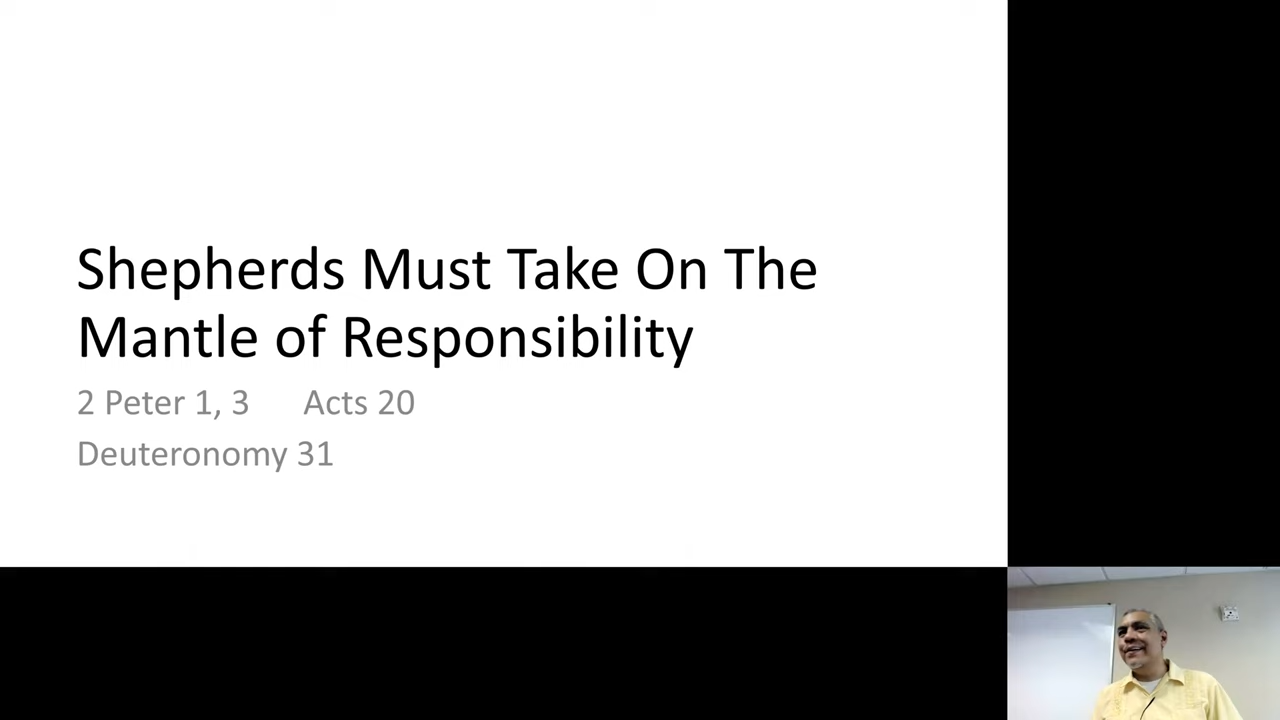 Shepherds Must Take On The
Mantle of Responsibility
2 Peter 1, 3 Acts 20
Deuteronomy 31